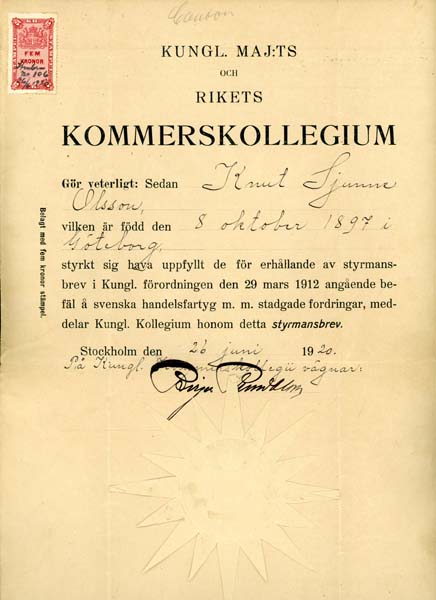 FEM
KRONOR
KUNGL. MAJ:TS
OCH
RIKETS
KOMMERSKOLLEGIUM
Gör veterligt: Sedan Knut Sjunne
Olsson,
vilken är född den 8 oktober 1897 i
Göteborg,
styrkt sig hava uppfyllt de för erhållande av styrmans-
brev i Kungl. förordningen den 29 mars 1912 angående be-
fäl å svenska handelsfartyg m. m. stadgade fordringar, med-
delar Kungl. Kollegium honom detta styrmansbrev.
Stockholm den 26 juni 1920.
På Kungl. Kommerskollegii vägnar:
Belagt med fem kronor stämpel.